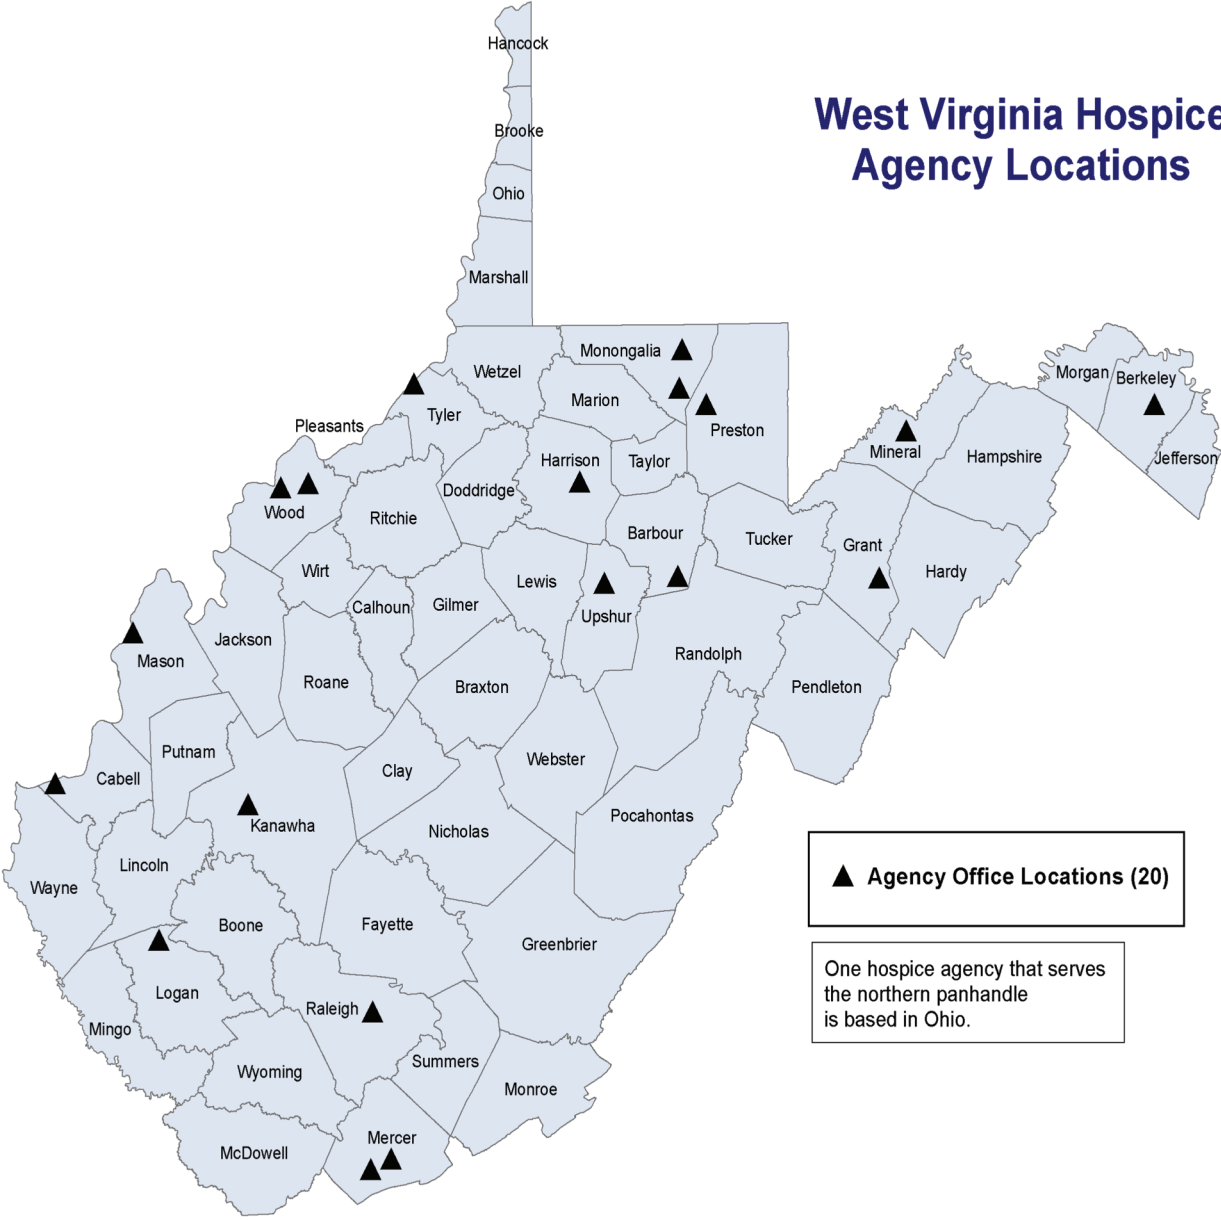 Hancock
West Virginia Hospice
Agency Locations
Brooke
Ohio
Marshall
Monongalia
Wetzel
Morgan
Berkeley
Marion
Tyler
Pleasants
Preston
Mineral
Hampshire
Jefferson
Harrison
Taylor
Doddridge
Wood
Ritchie
Barbour
Tucker
Grant
Hardy
Wirt
Lewis
Calhoun
Gilmer
Upshur
Jackson
Mason
Randolph
Roane
Braxton
Pendleton
Putnam
Webster
Clay
Cabell
Pocahontas
Kanawha
Nicholas
Lincoln
Wayne
Agency Office Locations (20)
Boone
Fayette
Greenbrier
One hospice agency that serves
the northern panhandle
is based in Ohio.
Logan
Raleigh
Mingo
Summers
Wyoming
Monroe
Mercer
McDowell